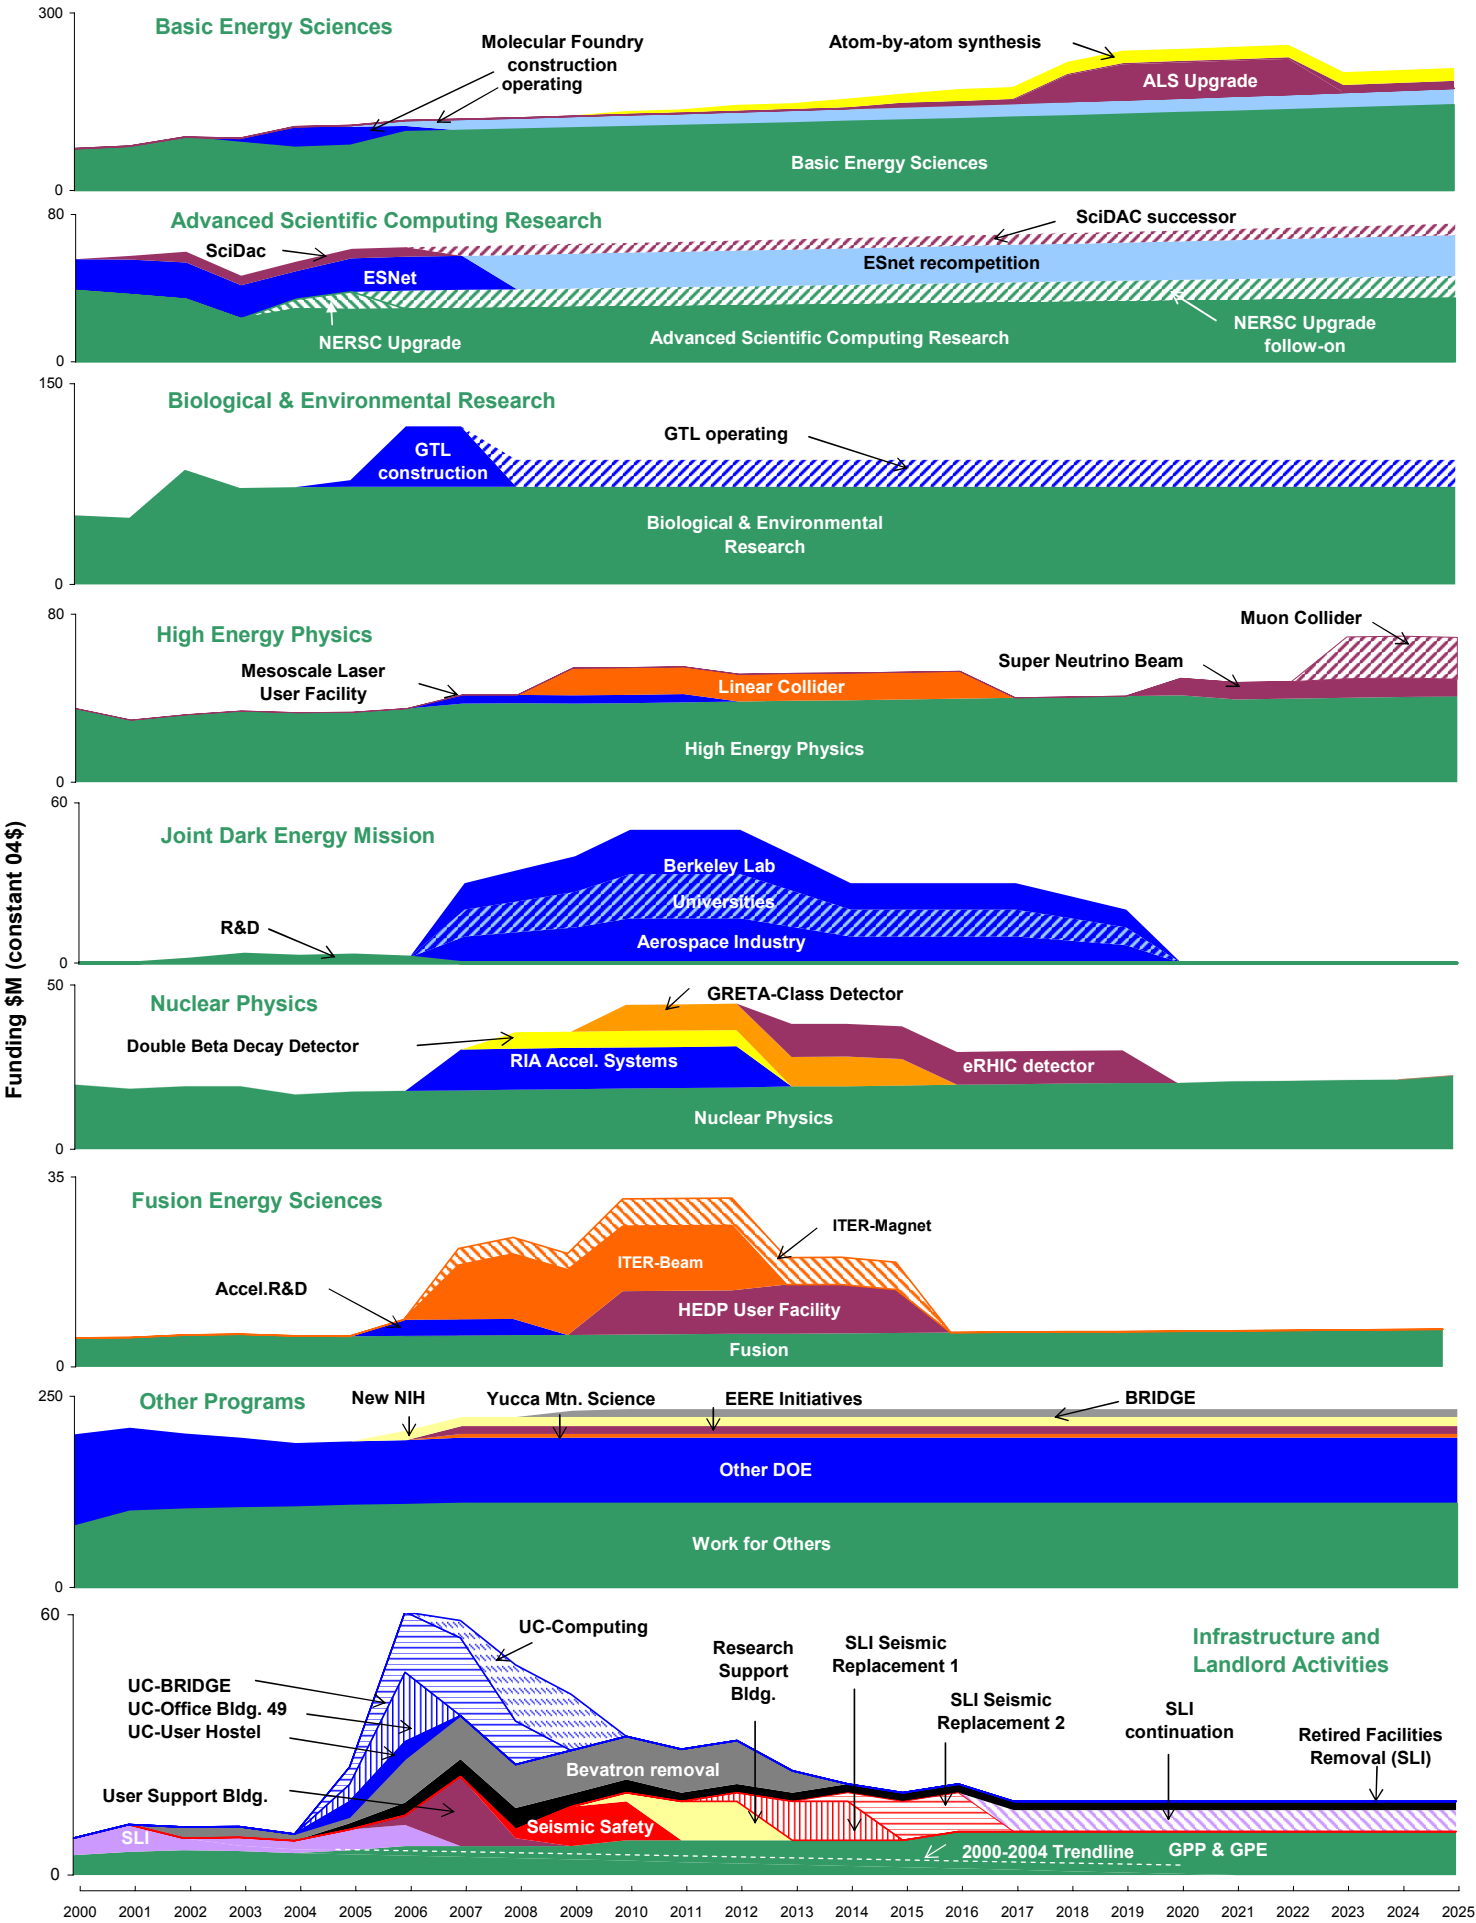 Funding $M (constant 04$)
300
Basic Energy Sciences
Molecular Foundry
construction
operating
Atom-by-atom synthesis
ALS Upgrade
Basic Energy Sciences
0
80
Advanced Scientific Computing Research
SciDAC successor
SciDac
ESNet
ESnet recompetition
NERSC Upgrade
Advanced Scientific Computing Research
NERSC Upgrade
follow-on
0
150
Biological & Environmental Research
GTL
construction
GTL operating
Biological & Environmental
Research
0
80
High Energy Physics
Mesoscale Laser
User Facility
Linear Collider
Super Neutrino Beam
Muon Collider
High Energy Physics
0
60
Joint Dark Energy Mission
Berkeley Lab
Universities
R&D
Aerospace Industry
0
50
Nuclear Physics
GRETA-Class Detector
Double Beta Decay Detector
RIA Accel. Systems
eRHIC detector
Nuclear Physics
0
35
Fusion Energy Sciences
ITER-Magnet
ITER-Beam
Accel.R&D
HEDP User Facility
Fusion
0
250
Other Programs
New NIH
Yucca Mtn. Science
EERE Initiatives
BRIDGE
Other DOE
Work for Others
0
60
UC-Computing
Infrastructure and
Landlord Activities
UC-BRIDGE
UC-Office Bldg. 49
UC-User Hostel
Research
Support
Bldg.
SLI Seismic
Replacement 1
SLI Seismic
Replacement 2
SLI
continuation
Retired Facilities
Removal (SLI)
Bevatron removal
User Support Bldg.
Seismic Safety
SLI
2000-2004 Trendline
GPP & GPE
0
2000 2001 2002 2003 2004 2005 2006 2007 2008 2009 2010 2011 2012 2013 2014 2015 2016 2017 2018 2019 2020 2021 2022 2023 2024 2025